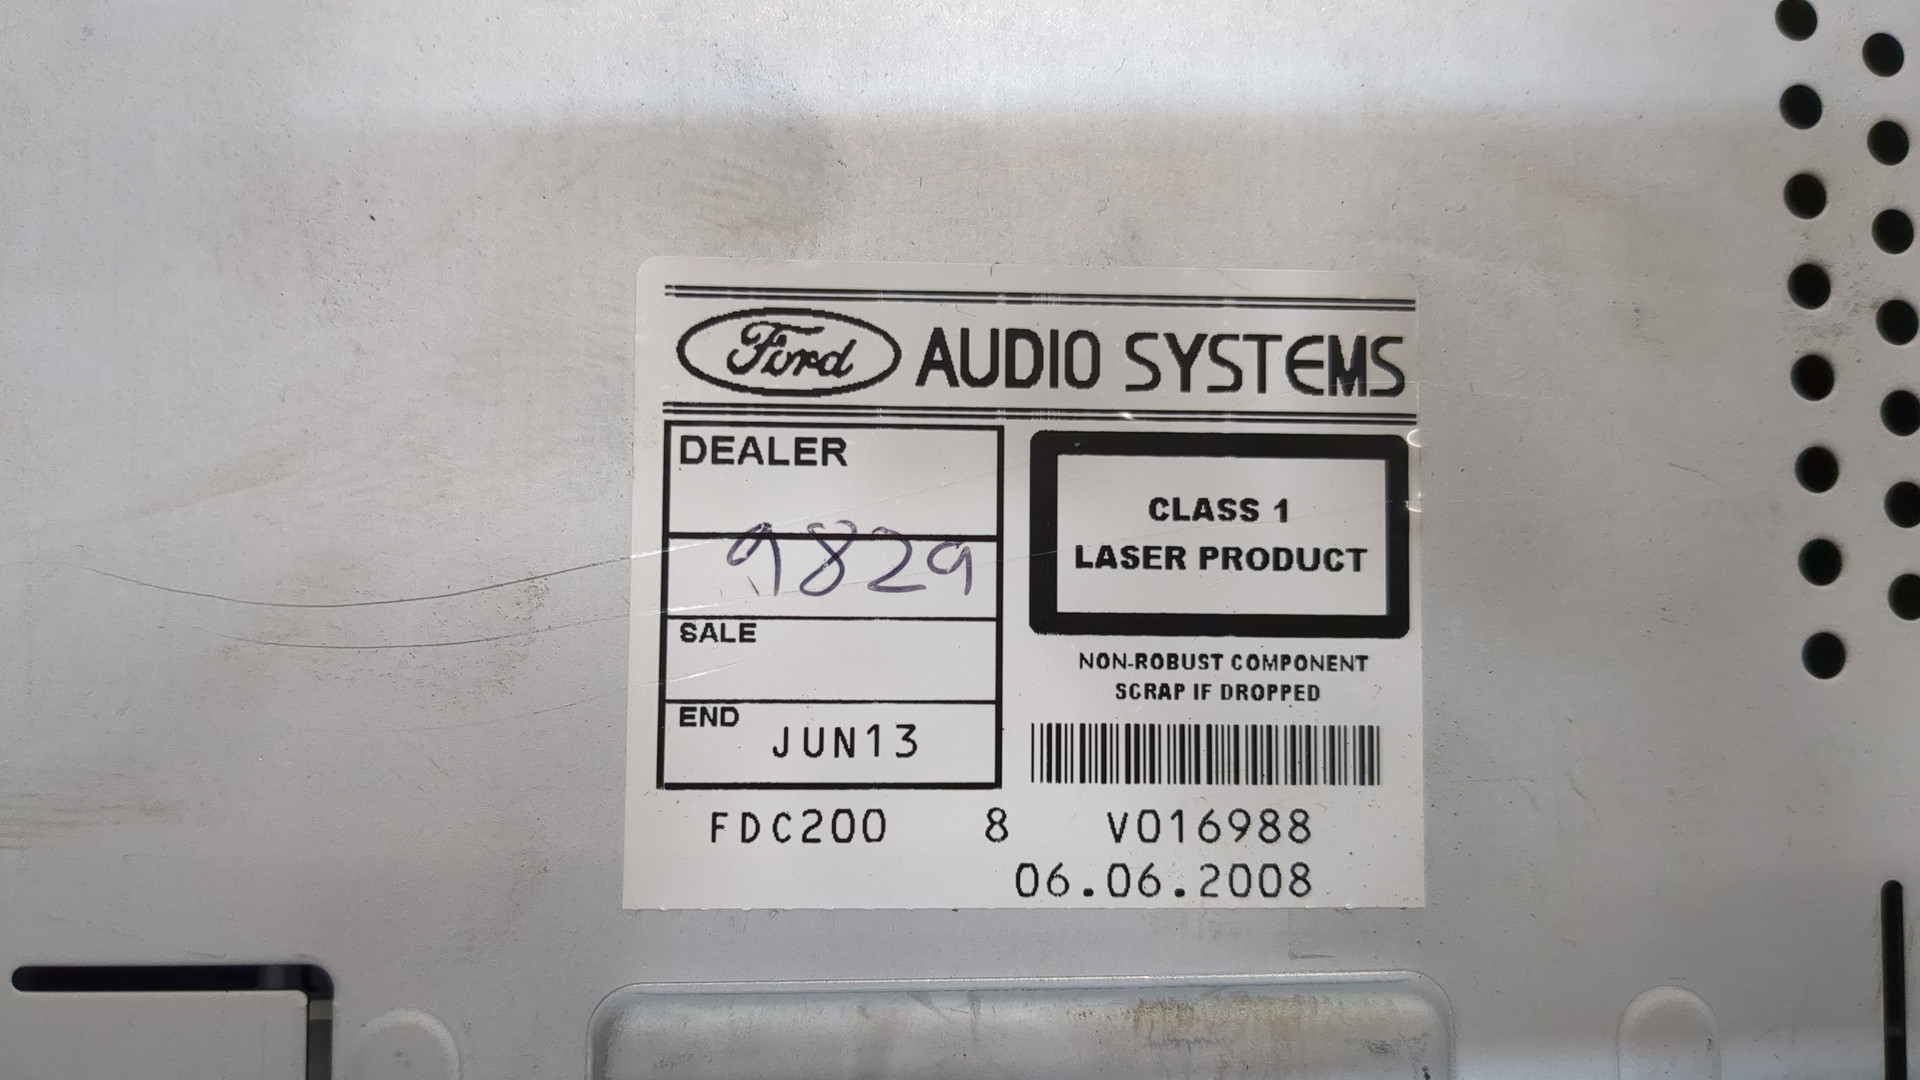 Ford AUDIO SYSTEMS
DEALER
9829
SALE
END JUN13
CLASS 1
LASER PRODUCT
NON-ROBUST COMPONENT
SCRAP IF DROPPED
FDC200 8 V016988
06.06.2008